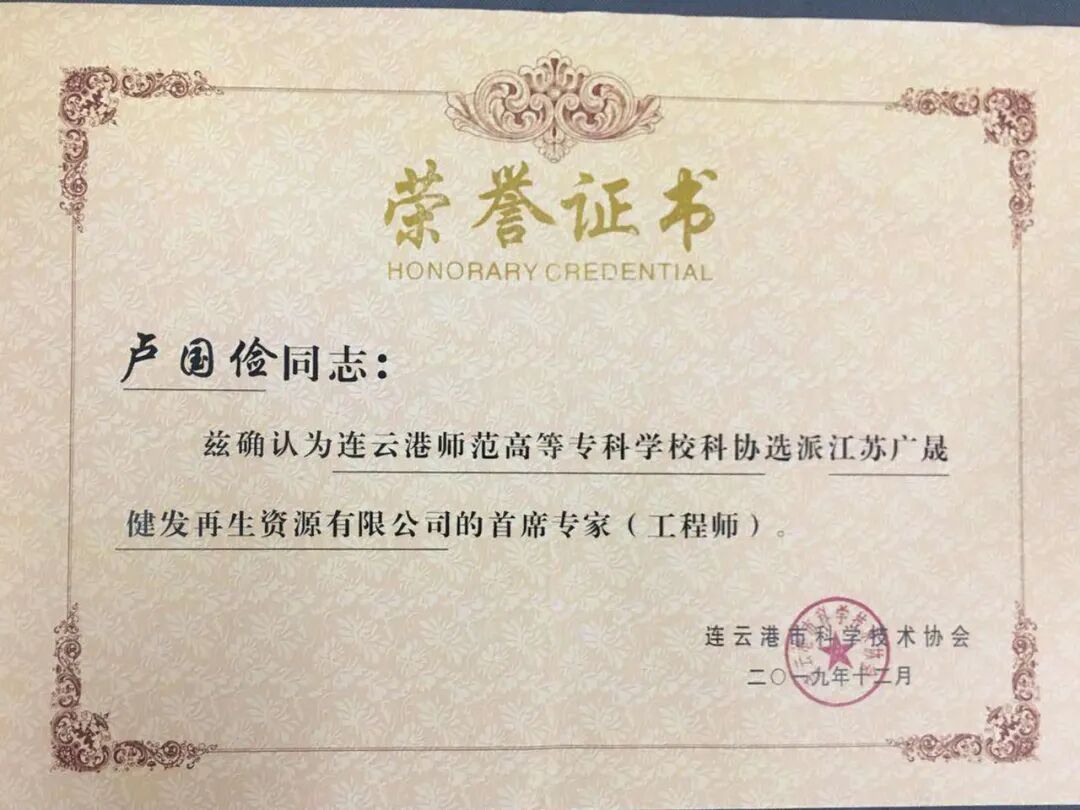 荣誉证书
HONORARY CREDENTIAL
卢国俭同志：
兹确认为连云港师范高等专科学校科协选派江苏广晟
健发再生资源有限公司的首席专家（工程师）。
连云港市科学技术协会
二〇一九年十二月